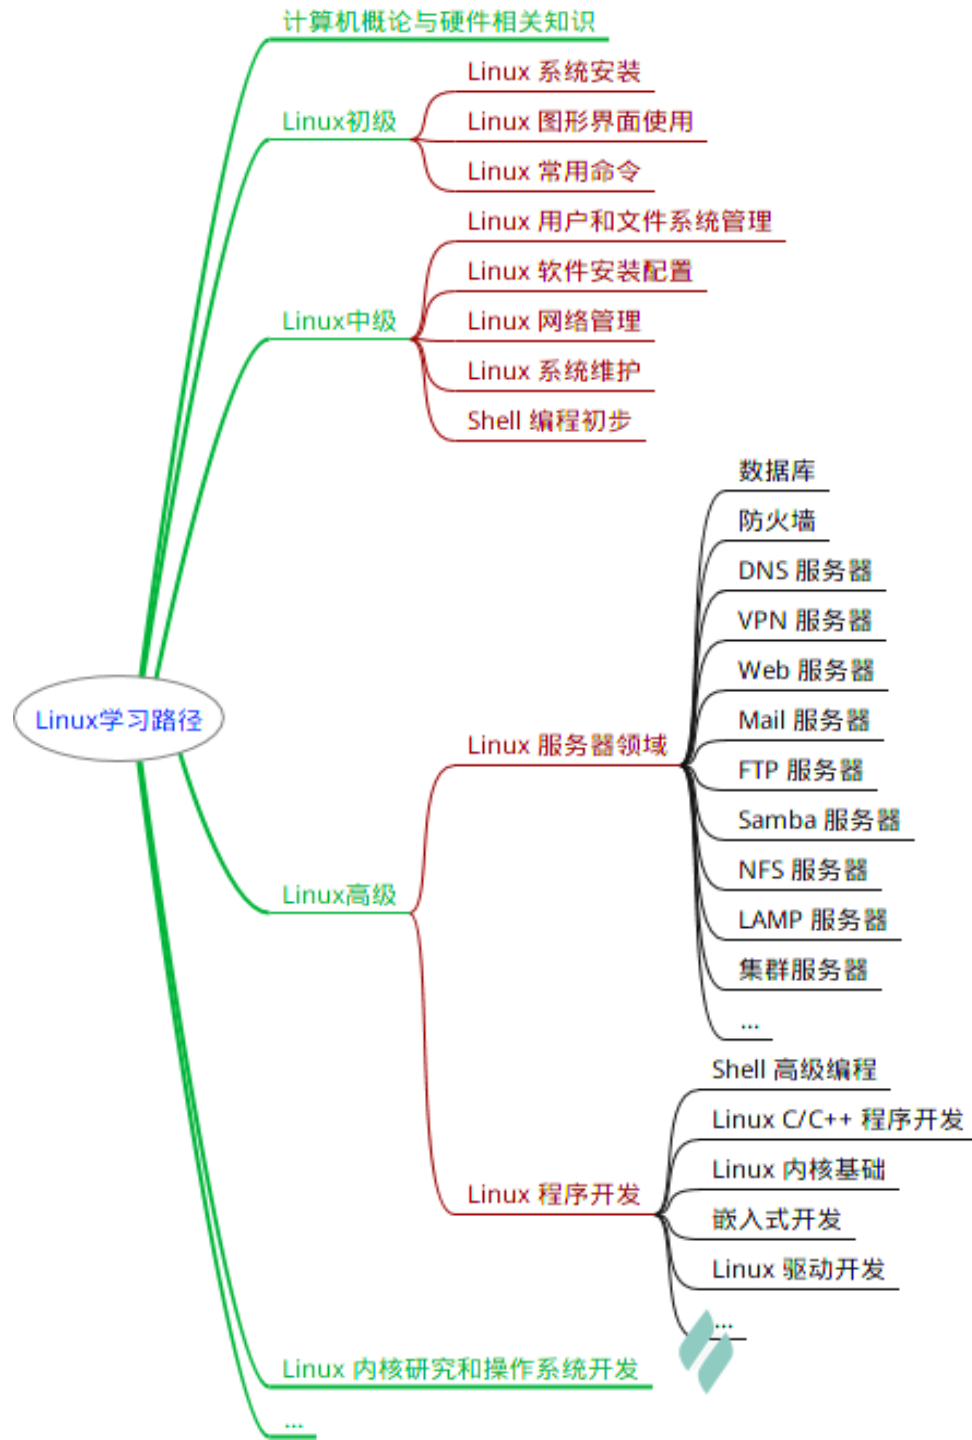 计算机概论与硬件相关知识
Linux 系统安装
Linux初级
Linux 图形界面使用
Linux 常用命令
Linux 用户和文件系统管理
Linux 软件安装配置
Linux中级
Linux 网络管理
Linux 系统维护
Shell 编程初步
数据库
防火墙
DNS 服务器
VPN 服务器
Web 服务器
Linux学习路径
Mail 服务器
Linux 服务器领域
FTP 服务器
Samba 服务器
NFS 服务器
Linux高级
LAMP 服务器
集群服务器
...
Shell 高级编程
Linux C/C++ 程序开发
Linux 内核基础
Linux 程序开发
嵌入式开发
Linux 驱动开发
...
Linux 内核研究和操作系统开发
...